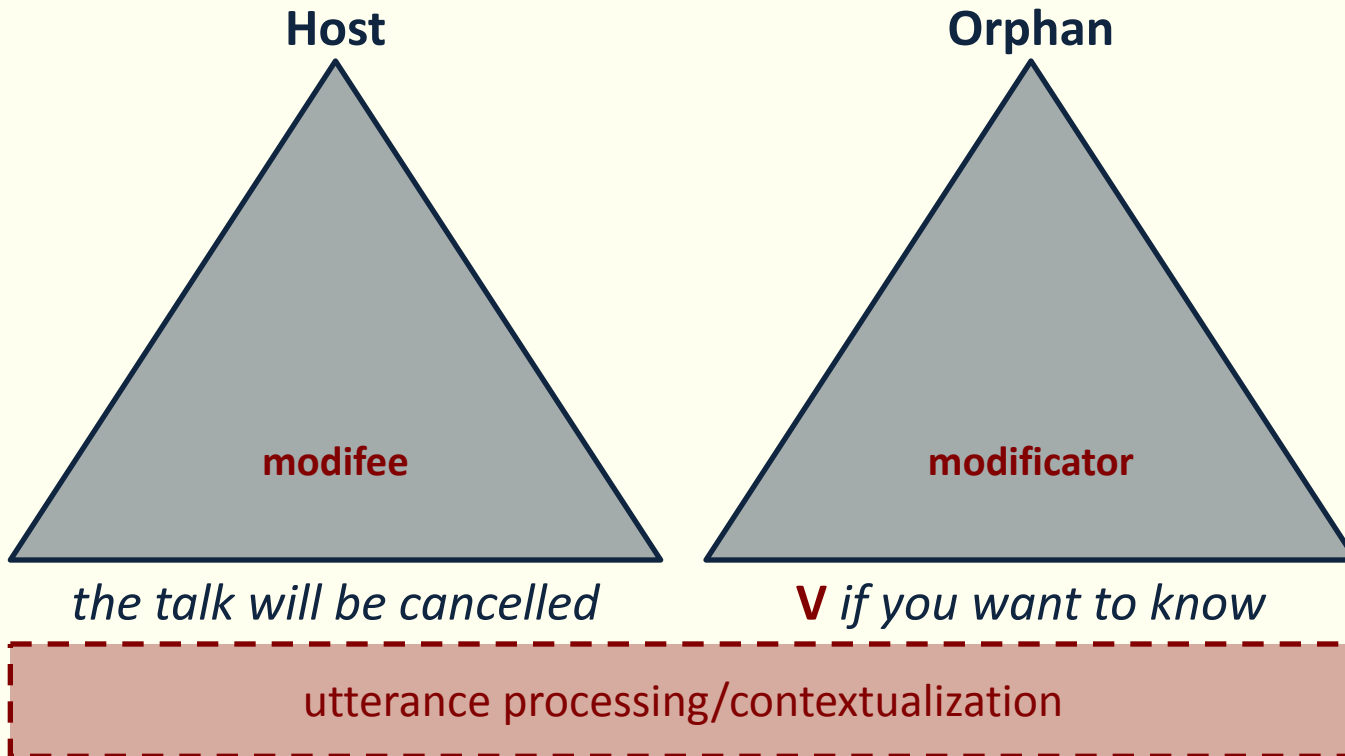 Host Orphan
modifee modificator
the talk will be cancelled V if you want to know
utterance processing/contextualization